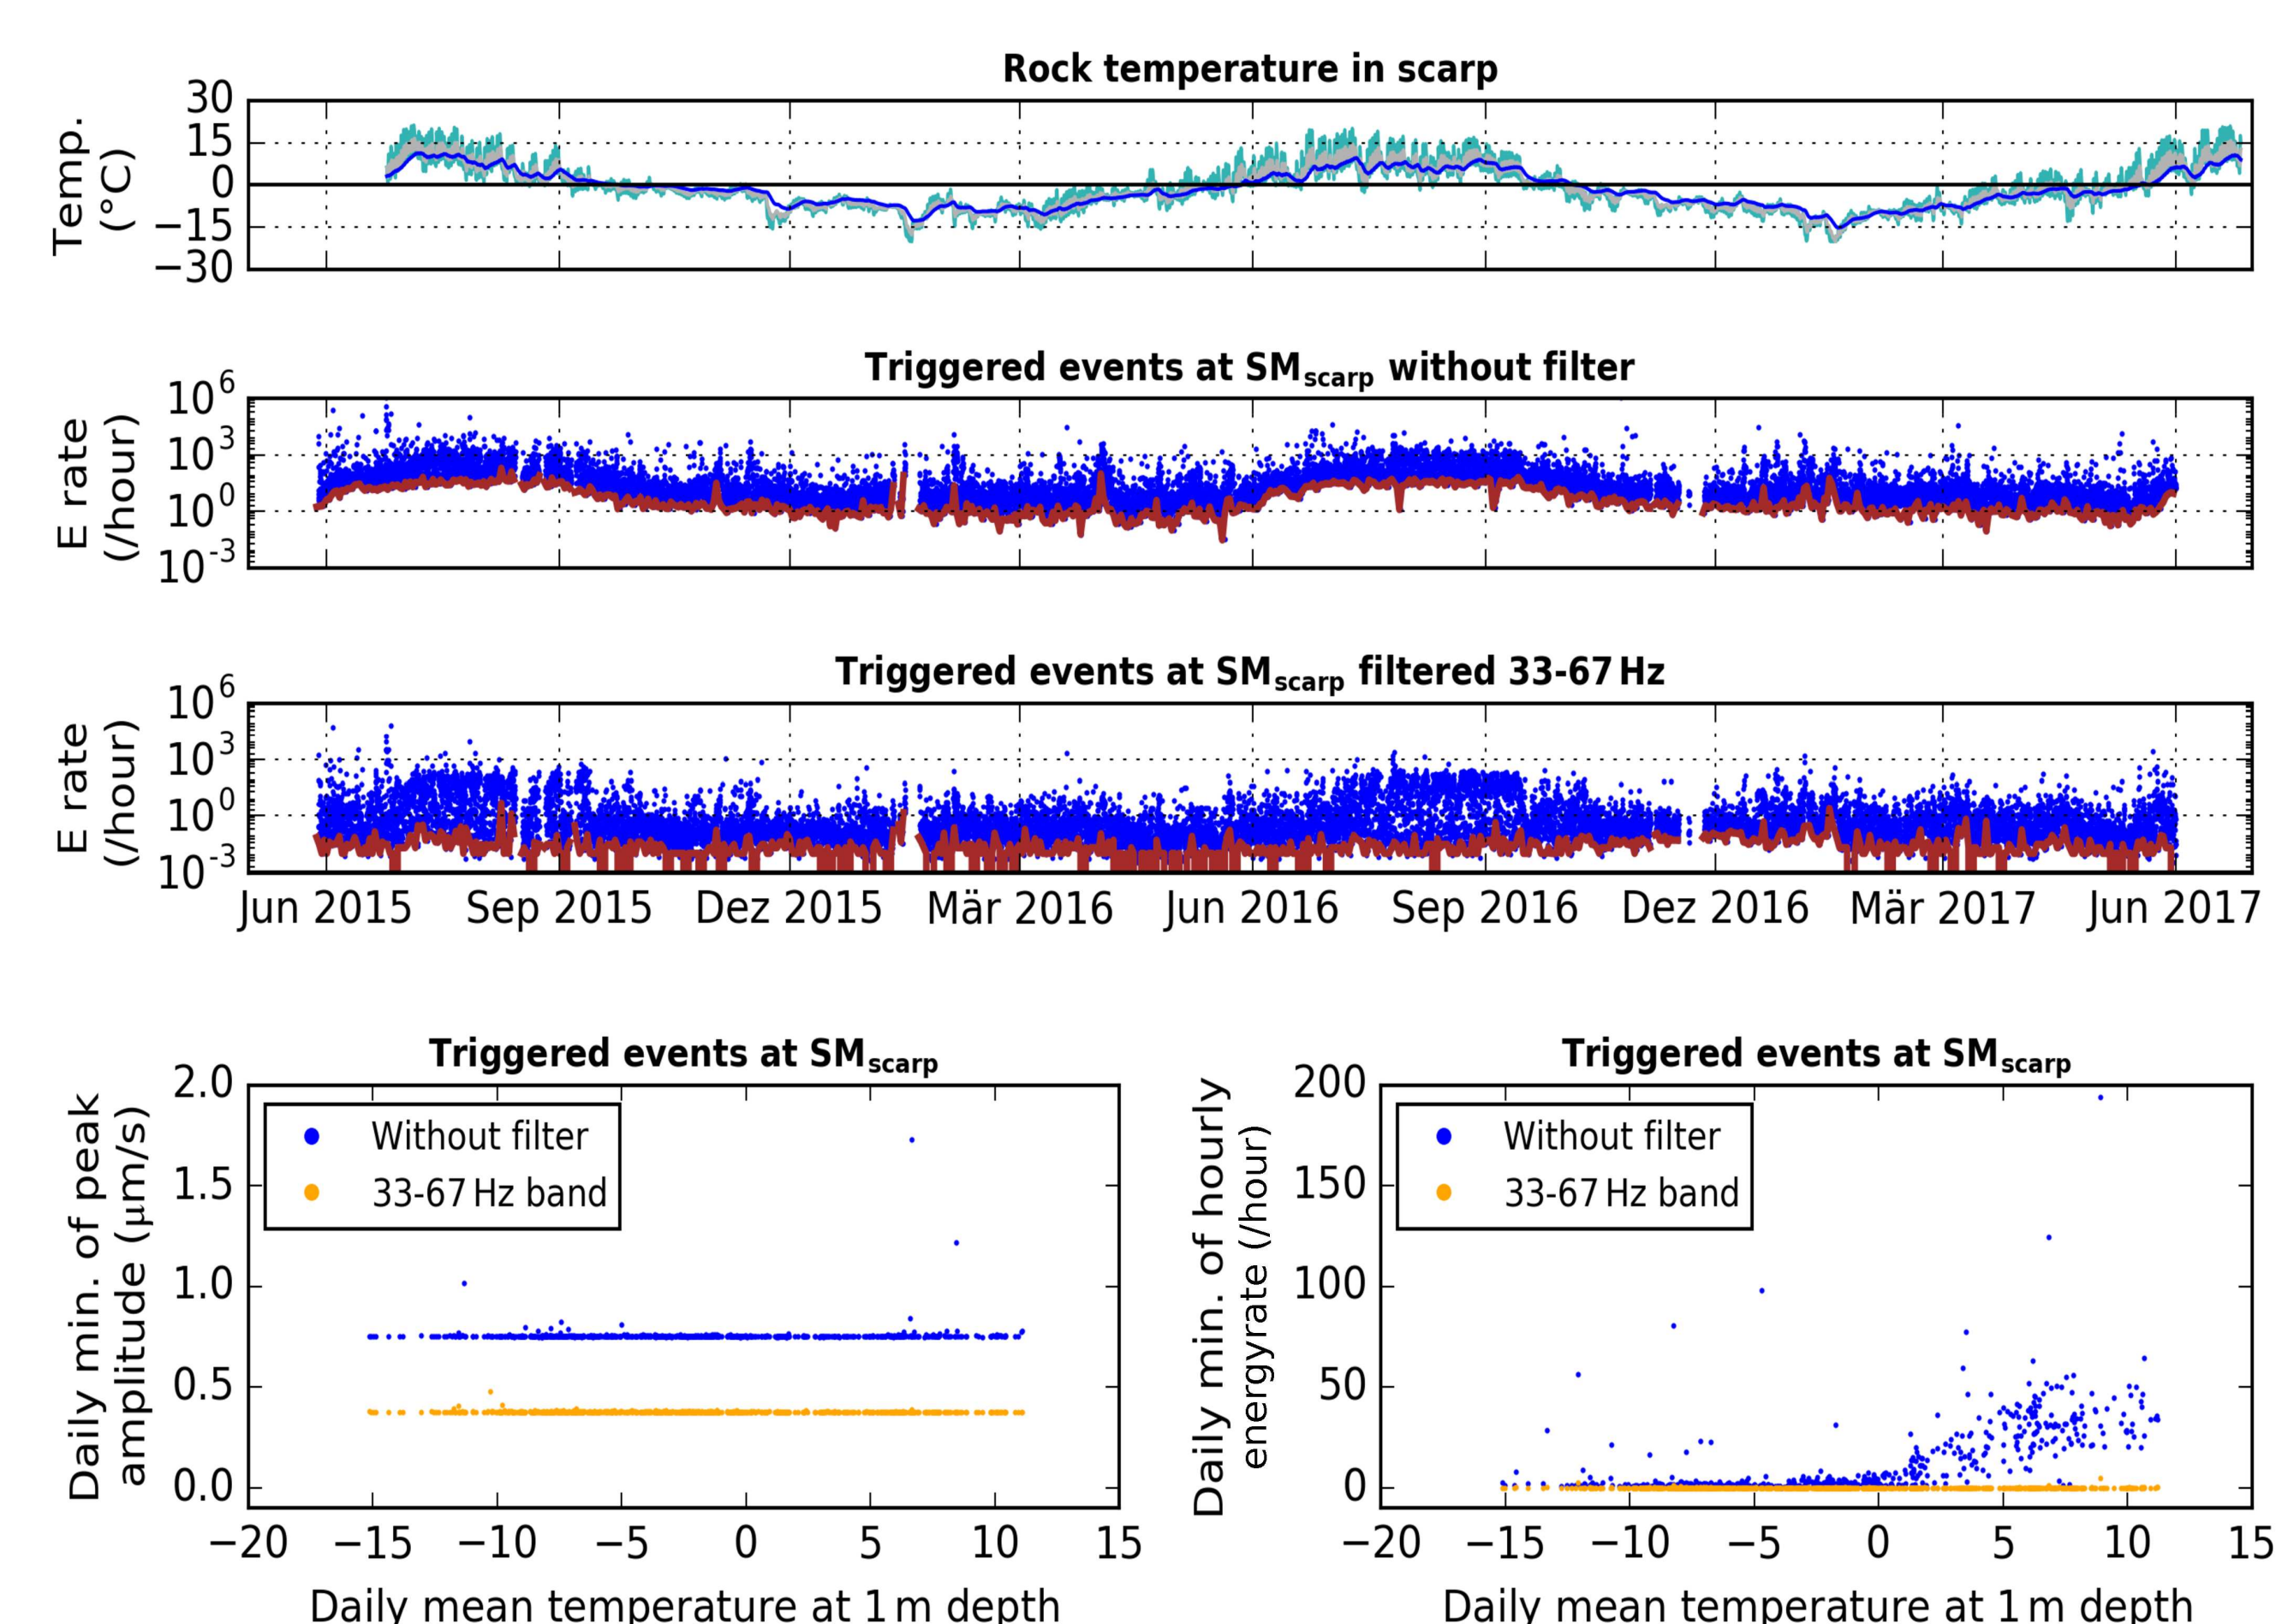 Rock temperature in scarp
Temp.
(°C)
30
15
0
−15
−30
Triggered events at SMscarp without filter
E rate
(/hour)
10^6
10^3
10^0
10^-3
Triggered events at SMscarp filtered 33-67 Hz
E rate
(/hour)
10^6
10^3
10^0
10^-3
Jun 2015 Sep 2015 Dez 2015 Mär 2016 Jun 2016 Sep 2016 Dez 2016 Mär 2017 Jun 2017
Triggered events at SMscarp
Daily min. of peak
amplitude (μm/s)
2.0
1.5
1.0
0.5
0.0
Without filter
33-67 Hz band
−20 −15 −10 −5 0 5 10 15
Daily mean temperature at 1 m depth
Triggered events at SMscarp
Daily min. of hourly
energyrate (/hour)
200
150
100
50
0
Without filter
33-67 Hz band
−20 −15 −10 −5 0 5 10 15
Daily mean temperature at 1 m depth